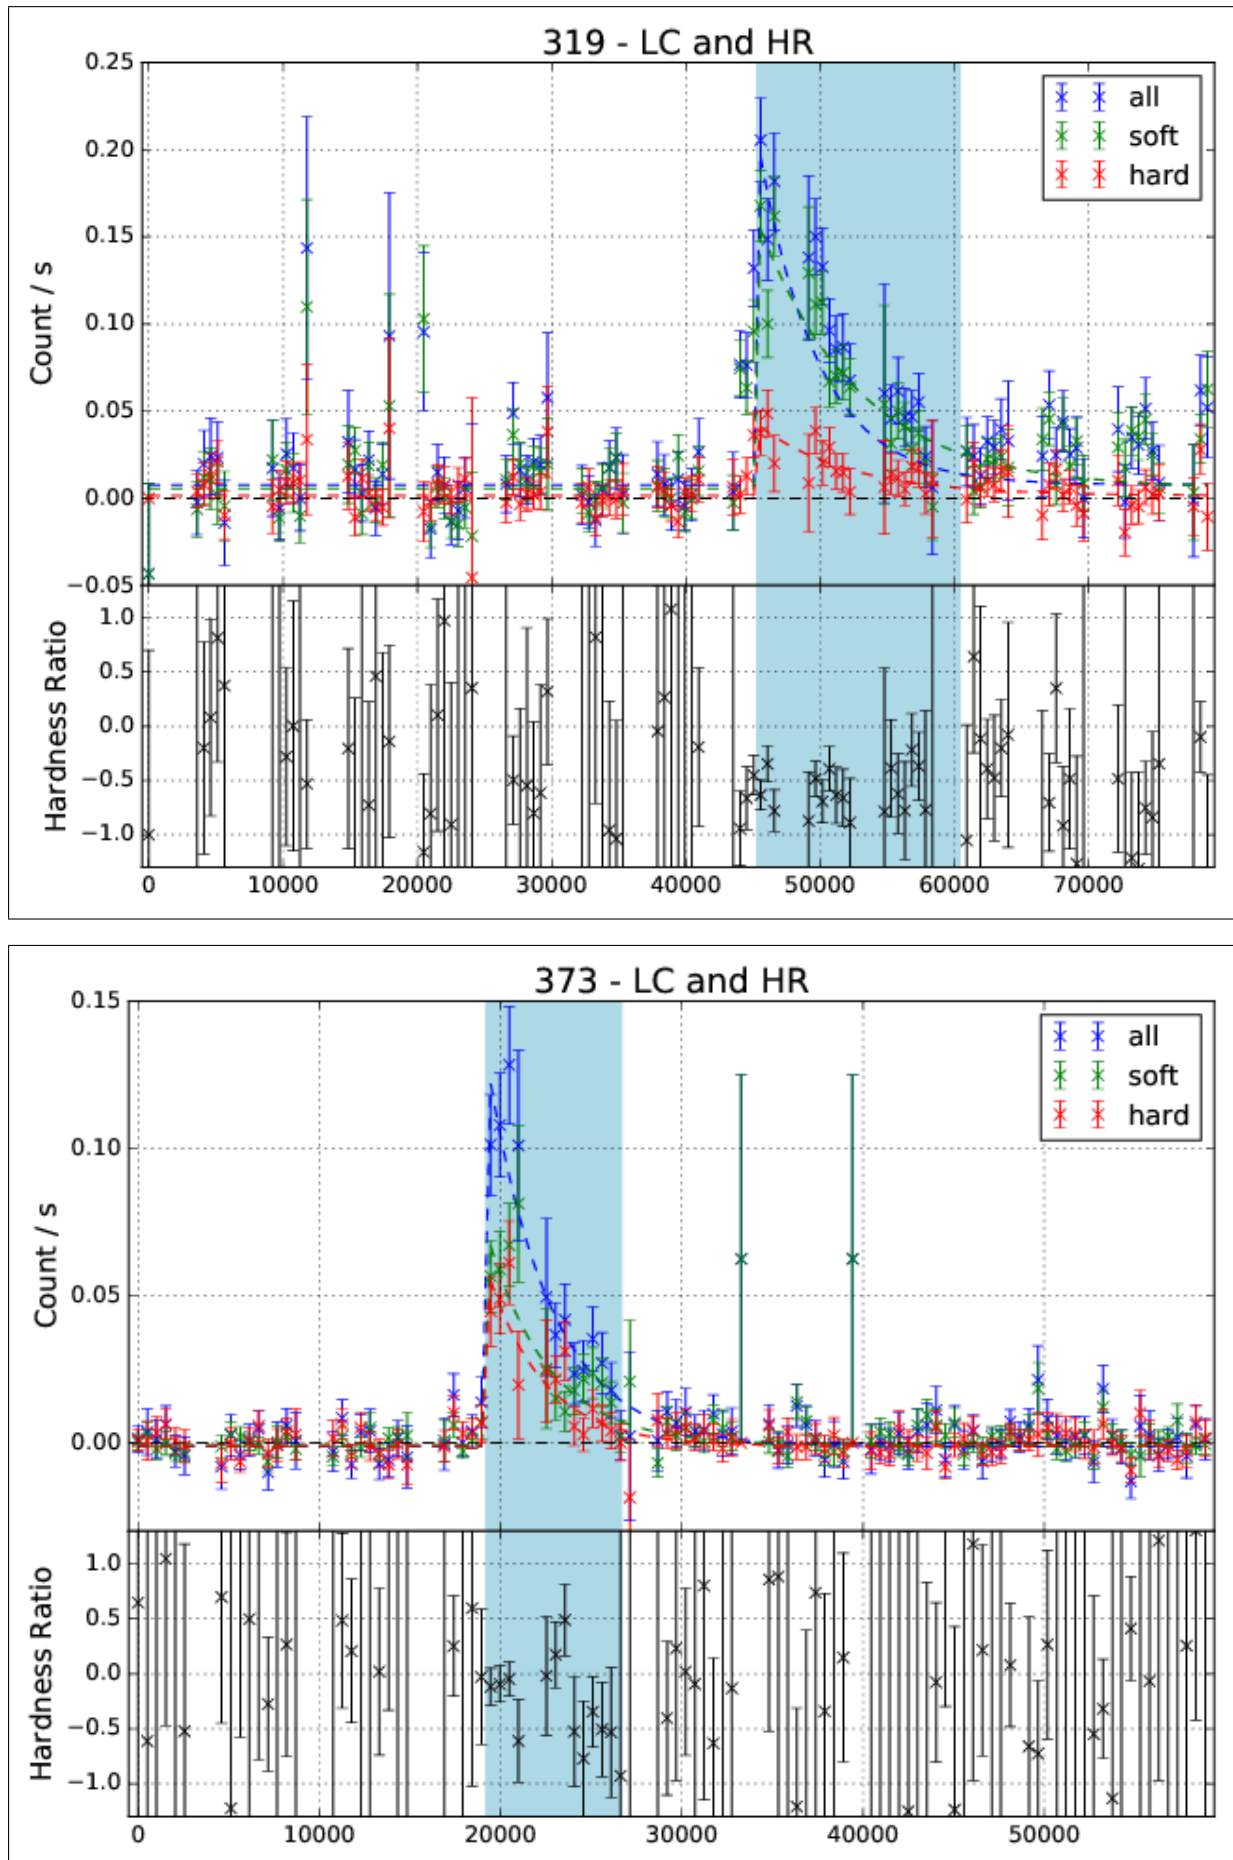 319 - LC and HR
0.25
0.20
0.15
0.10
0.05
0.00
−0.05
Count / s
all
soft
hard
1.0
0.5
0.0
−0.5
−1.0
Hardness Ratio
0 10000 20000 30000 40000 50000 60000 70000
373 - LC and HR
0.15
0.10
0.05
0.00
Count / s
all
soft
hard
1.0
0.5
0.0
−0.5
−1.0
Hardness Ratio
0 10000 20000 30000 40000 50000